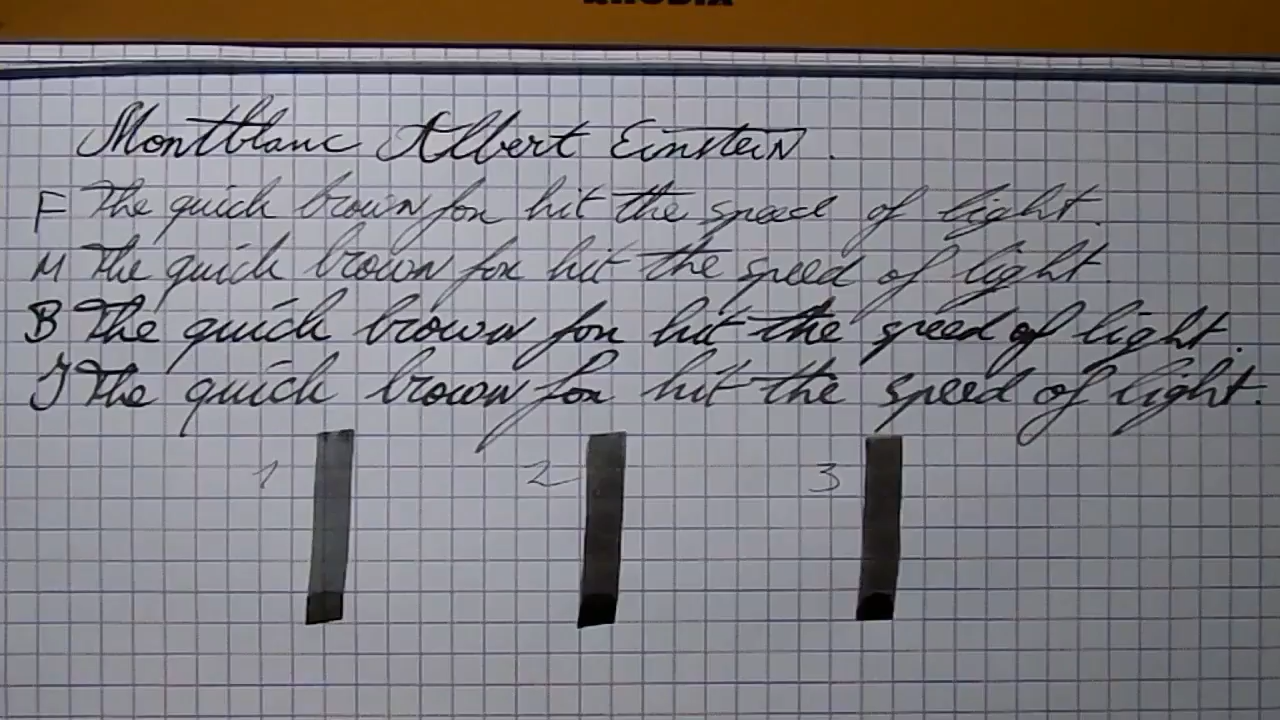 RHODIA
Montblanc Albert Einstein.
F The quick brown fox hit the speed of light.
M The quick brown fox hit the speed of light.
B The quick brown fox hit the speed of light.
I The quick brown fox hit the speed of light.
1 2 3